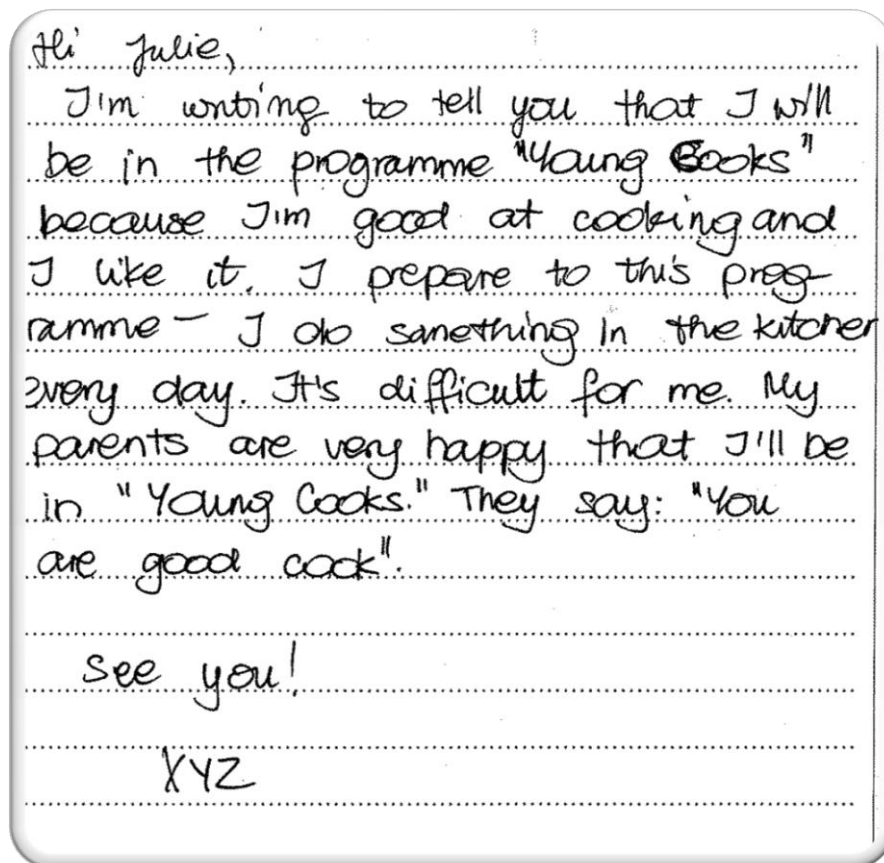 Hi Julie,
I'm writing to tell you that I will
be in the programme "Young Cooks"
because I'm good at cooking and
I like it. I prepare to this prog-
ramme – I do something in the kitchen
every day. It's difficult for me. My
parents are very happy that I'll be
in "Young Cooks." They say: "You
are good cook".
See you!
XYZ